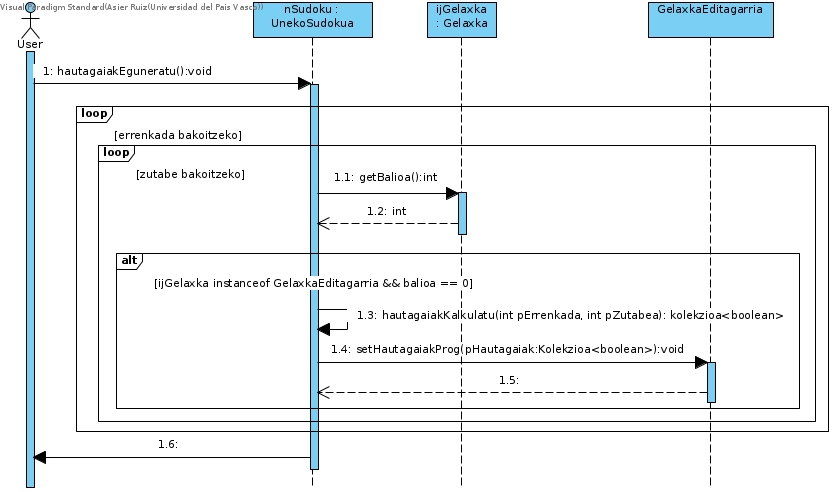 Visual Paradigm Standard(Asier Ruiz(Universidad del Pais Vasco))
User
nSudoku :
UnekoSudokua
ijGelaxka
: Gelaxka
GelaxkaEditagarria
1: hautagaiakEguneratu():void
loop
[errenkada bakoitzeko]
loop
[zutabe bakoitzeko]
1.1: getBalioa():int
1.2: int
alt
[ijGelaxka instanceof GelaxkaEditagarria && balioa == 0]
1.3: hautagaiakKalkulatu(int pErrenkada, int pZutabea): kolekzioa<boolean>
1.4: setHautagaiakProg(pHautagaiak:Kolekzioa<boolean>):void
1.5:
1.6: